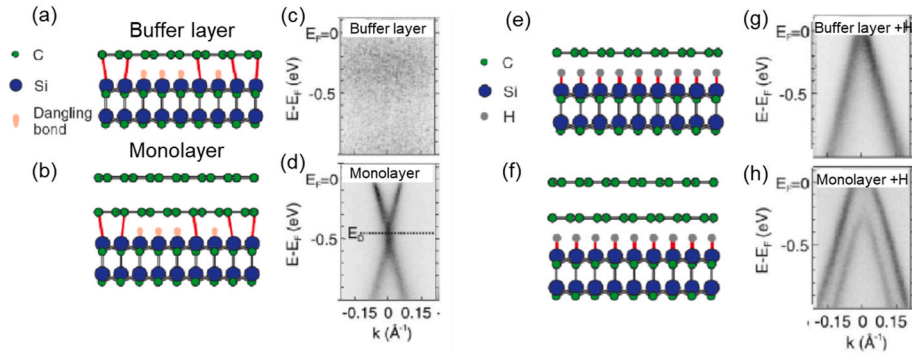 (a)
Buffer layer
C
Si
Dangling
bond
Monolayer
(b)
(c)
Buffer layer
E_F=0
-0.5
E-E_F (eV)
(d)
Monolayer
E_F=0
E_D
-0.5
E-E_F (eV)
-0.15 0 0.15
k (Å⁻¹)
(e)
C
Si
H
(f)
(g)
Buffer layer +H
E_F=0
-0.5
E-E_F (eV)
(h)
Monolayer +H
E_F=0
-0.5
E-E_F (eV)
-0.15 0 0.15
k (Å⁻¹)